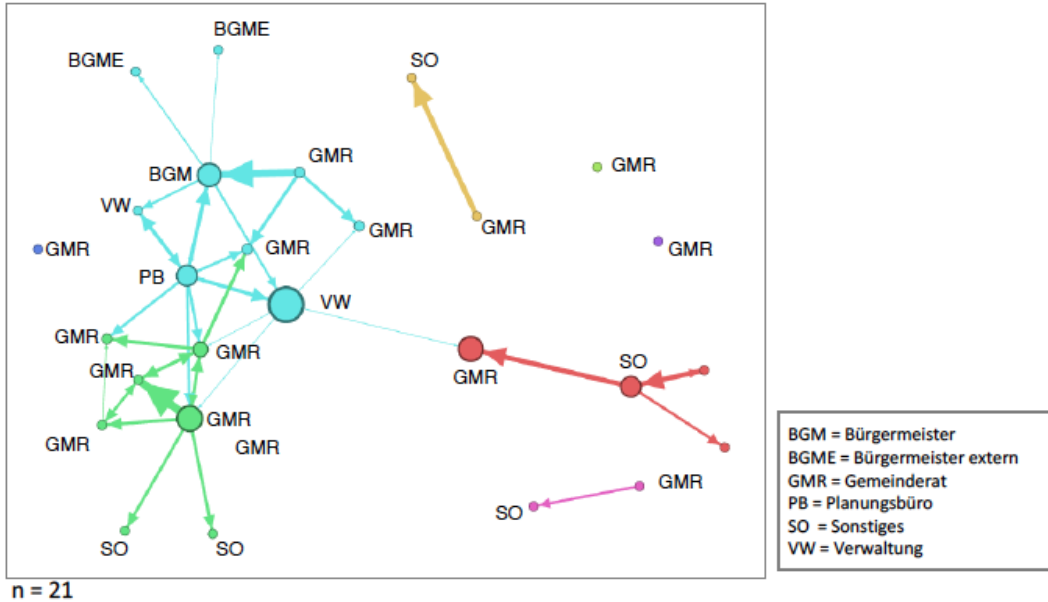 BGME
BGME
SO
GMR
GMR
BGM
VW
GMR
GMR
GMR
GMR
GMR
PB
VW
GMR
GMR
GMR
SO
GMR
GMR
GMR
GMR
GMR
SO
SO
SO
BGM = Bürgermeister
BGME = Bürgermeister extern
GMR = Gemeinderat
PB = Planungsbüro
SO = Sonstiges
VW = Verwaltung
n = 21